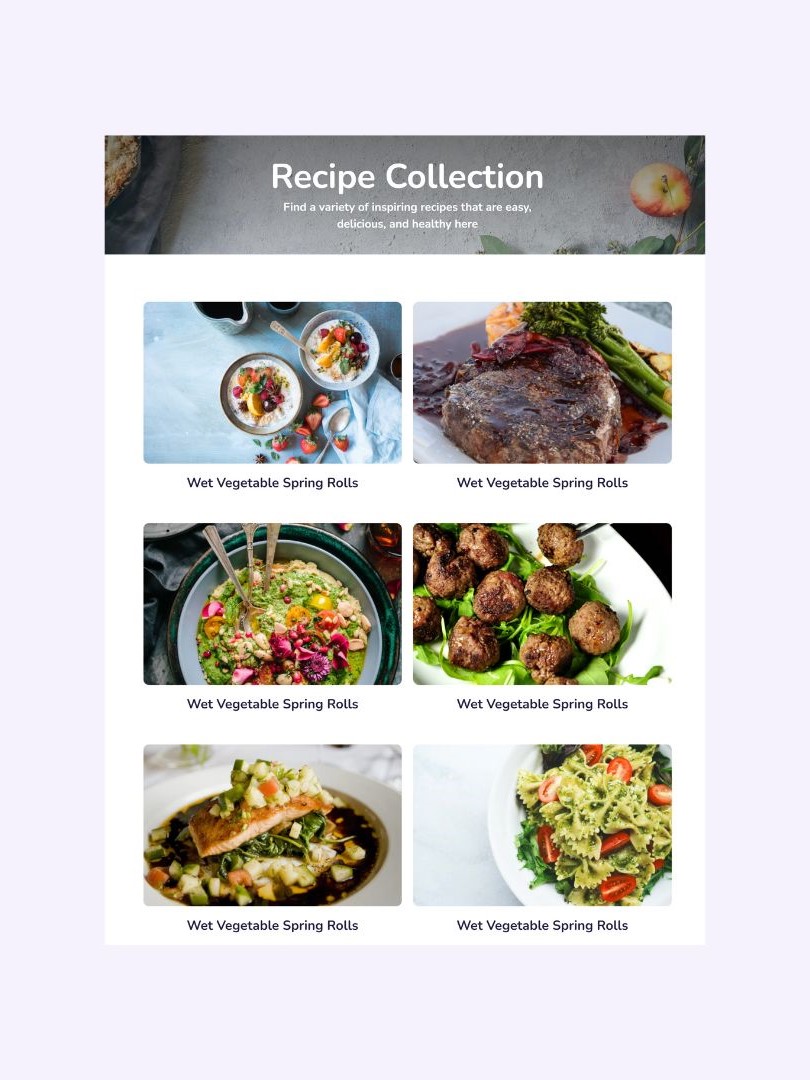 Recipe Collection
Find a variety of inspiring recipes that are easy,
delicious, and healthy here
Wet Vegetable Spring Rolls
Wet Vegetable Spring Rolls
Wet Vegetable Spring Rolls
Wet Vegetable Spring Rolls
Wet Vegetable Spring Rolls
Wet Vegetable Spring Rolls